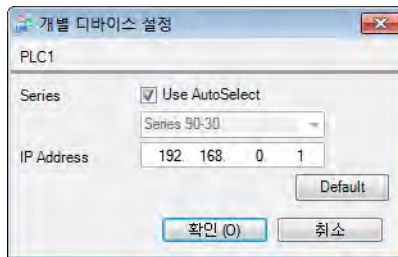 개별 디바이스 설정
PLC1
Series
Use AutoSelect
Series 90-30
IP Address 192. 168. 0. 1
Default
확인 (O) 취소